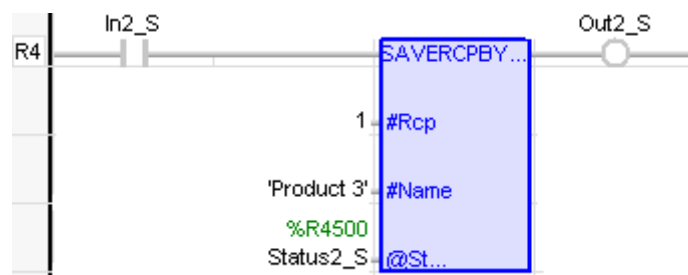 In2_S Out2_S
R4 SAVERCPBY...
1 #Rcp
'Product 3' #Name
%R4500
Status2_S @St...